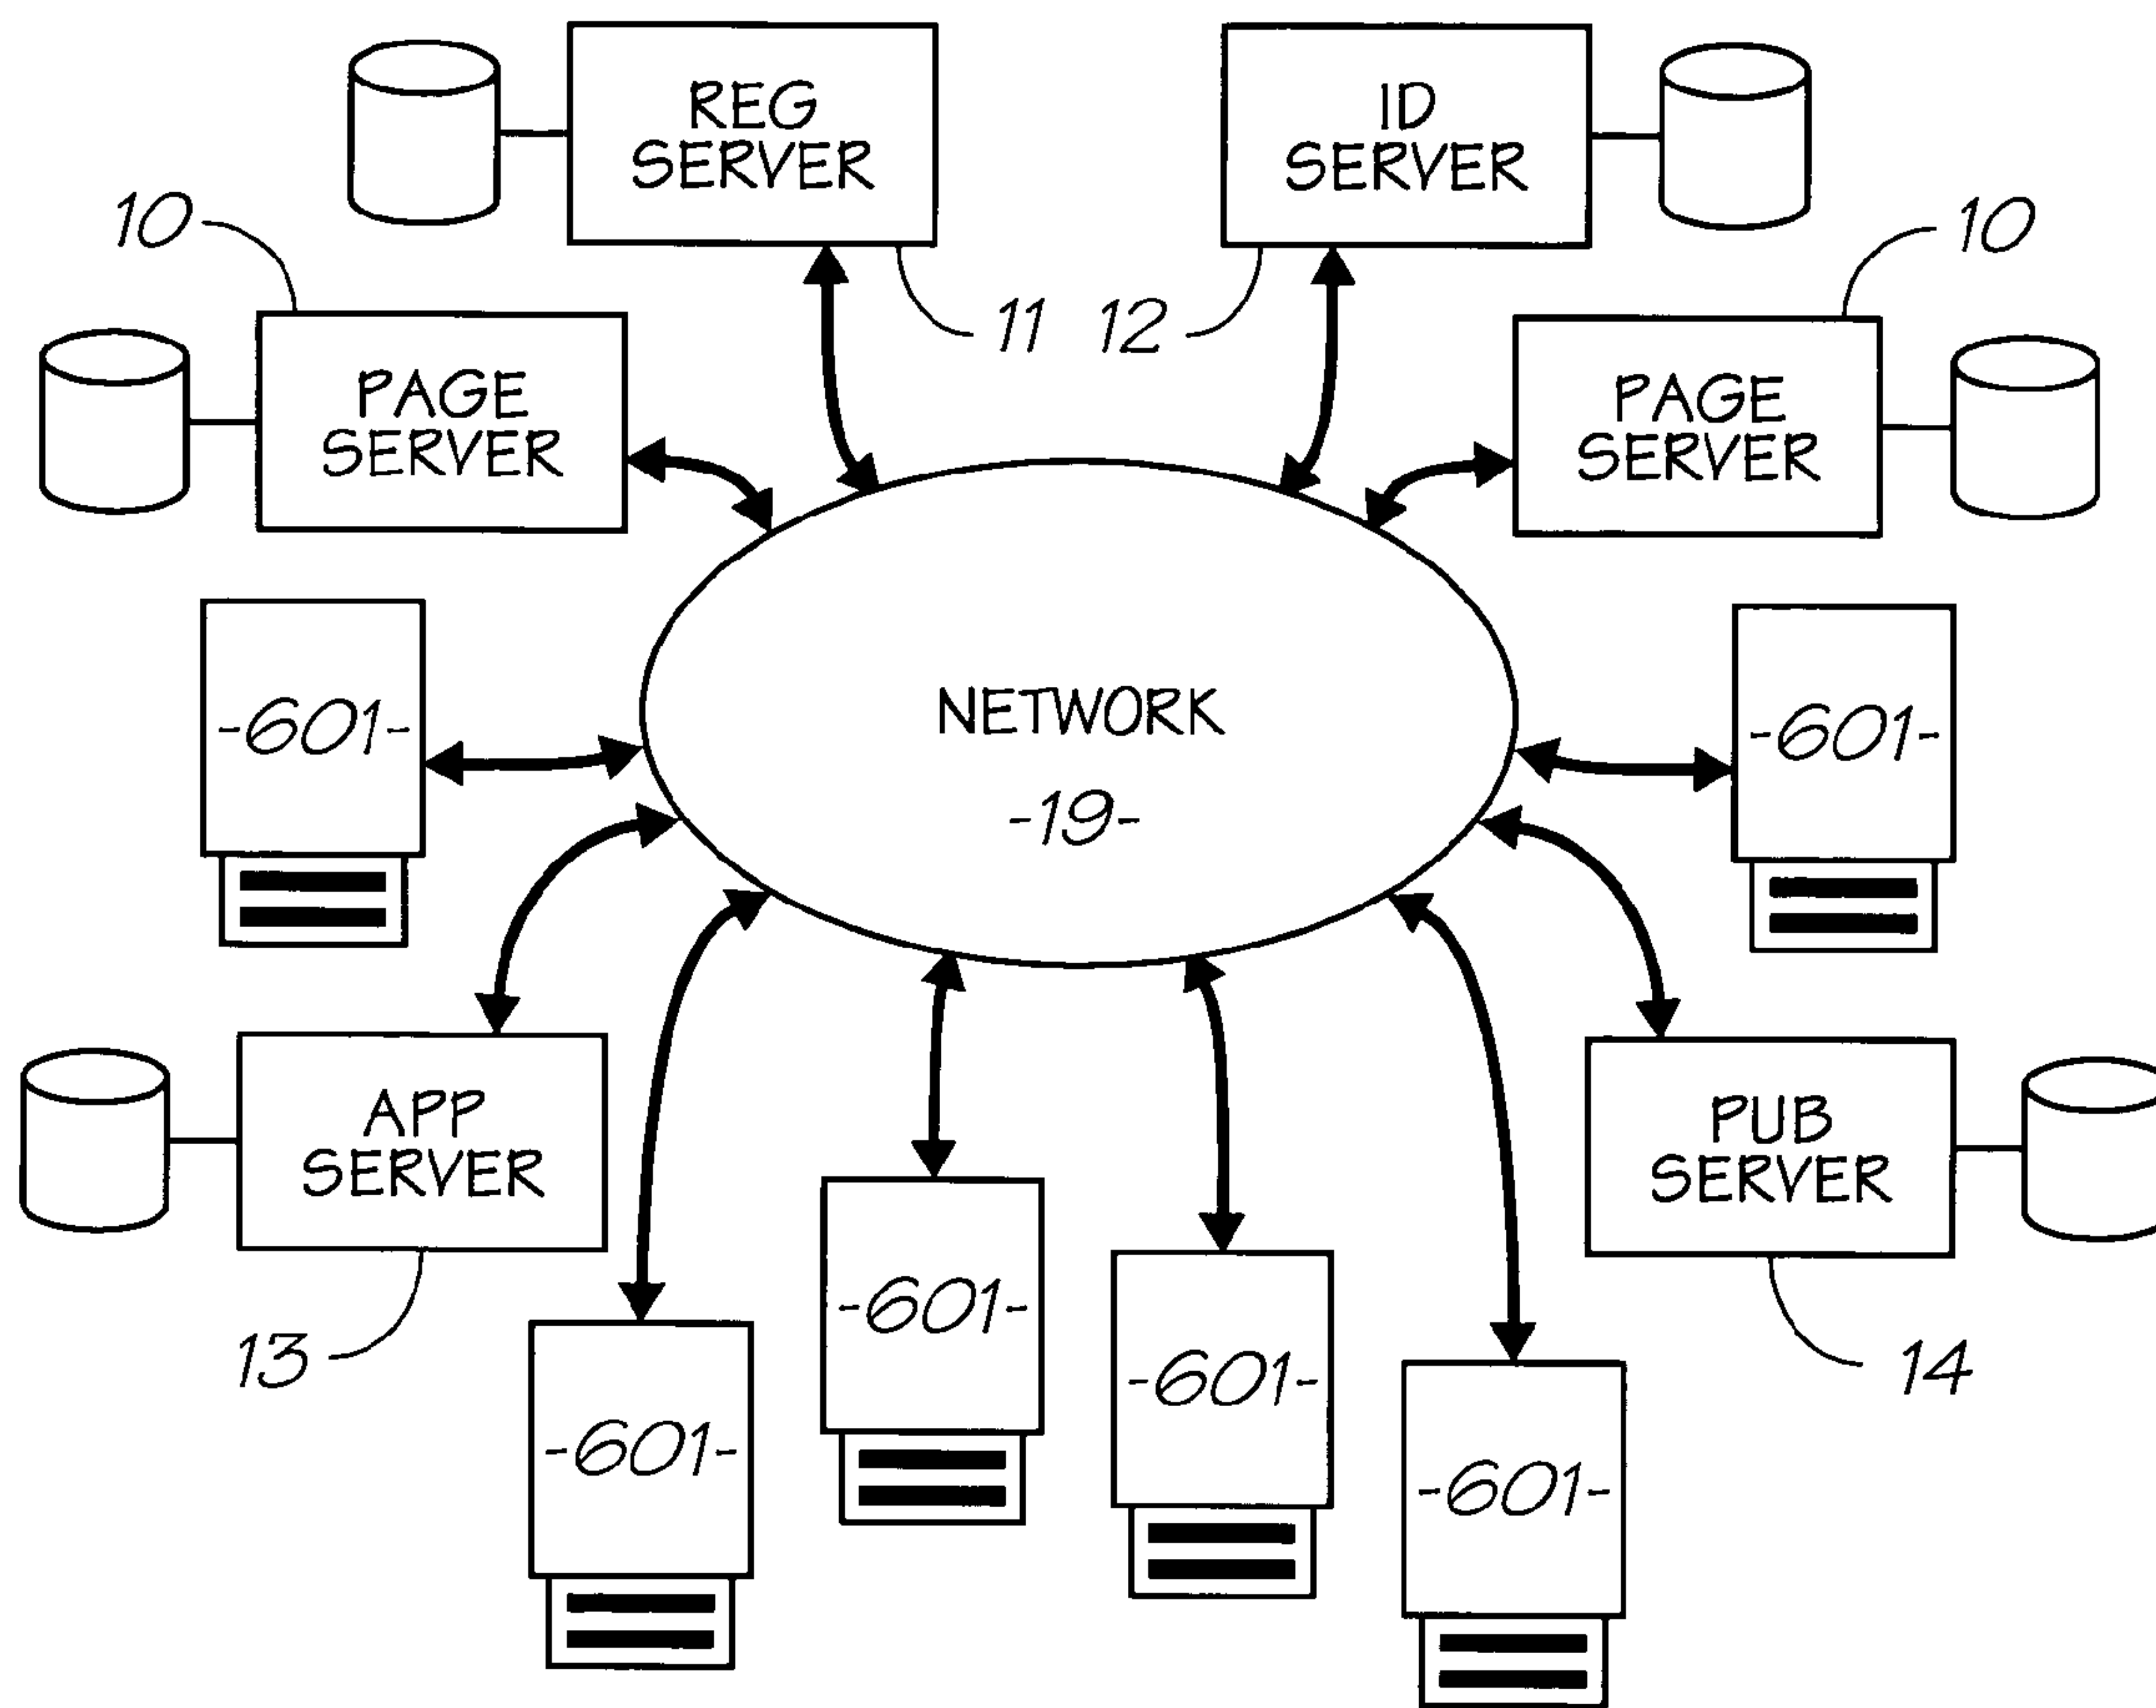 REG
SERVER
ID
SERVER
10
10
11
12
PAGE
SERVER
PAGE
SERVER
-601-
NETWORK
-19-
-601-
APP
SERVER
PUB
SERVER
13
-601-
-601-
-601-
-601-
14